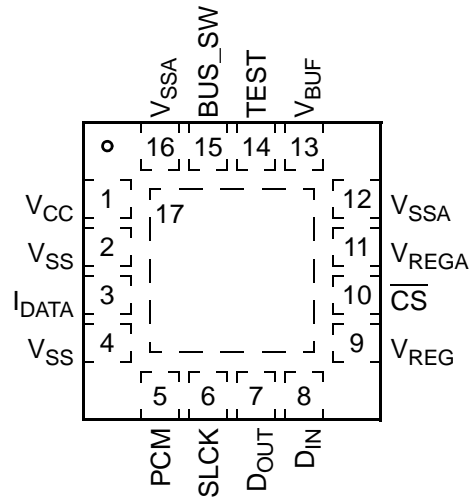 VSSA
BUS_SW
TEST
VBUF
16 15 14 13
1
2
3
4
17
12
11
10
9
VCC
VSS
IDATA
VSS
VSSA
VREGA
CS
VREG
5 6 7 8
PCM
SLCK
DOUT
DIN